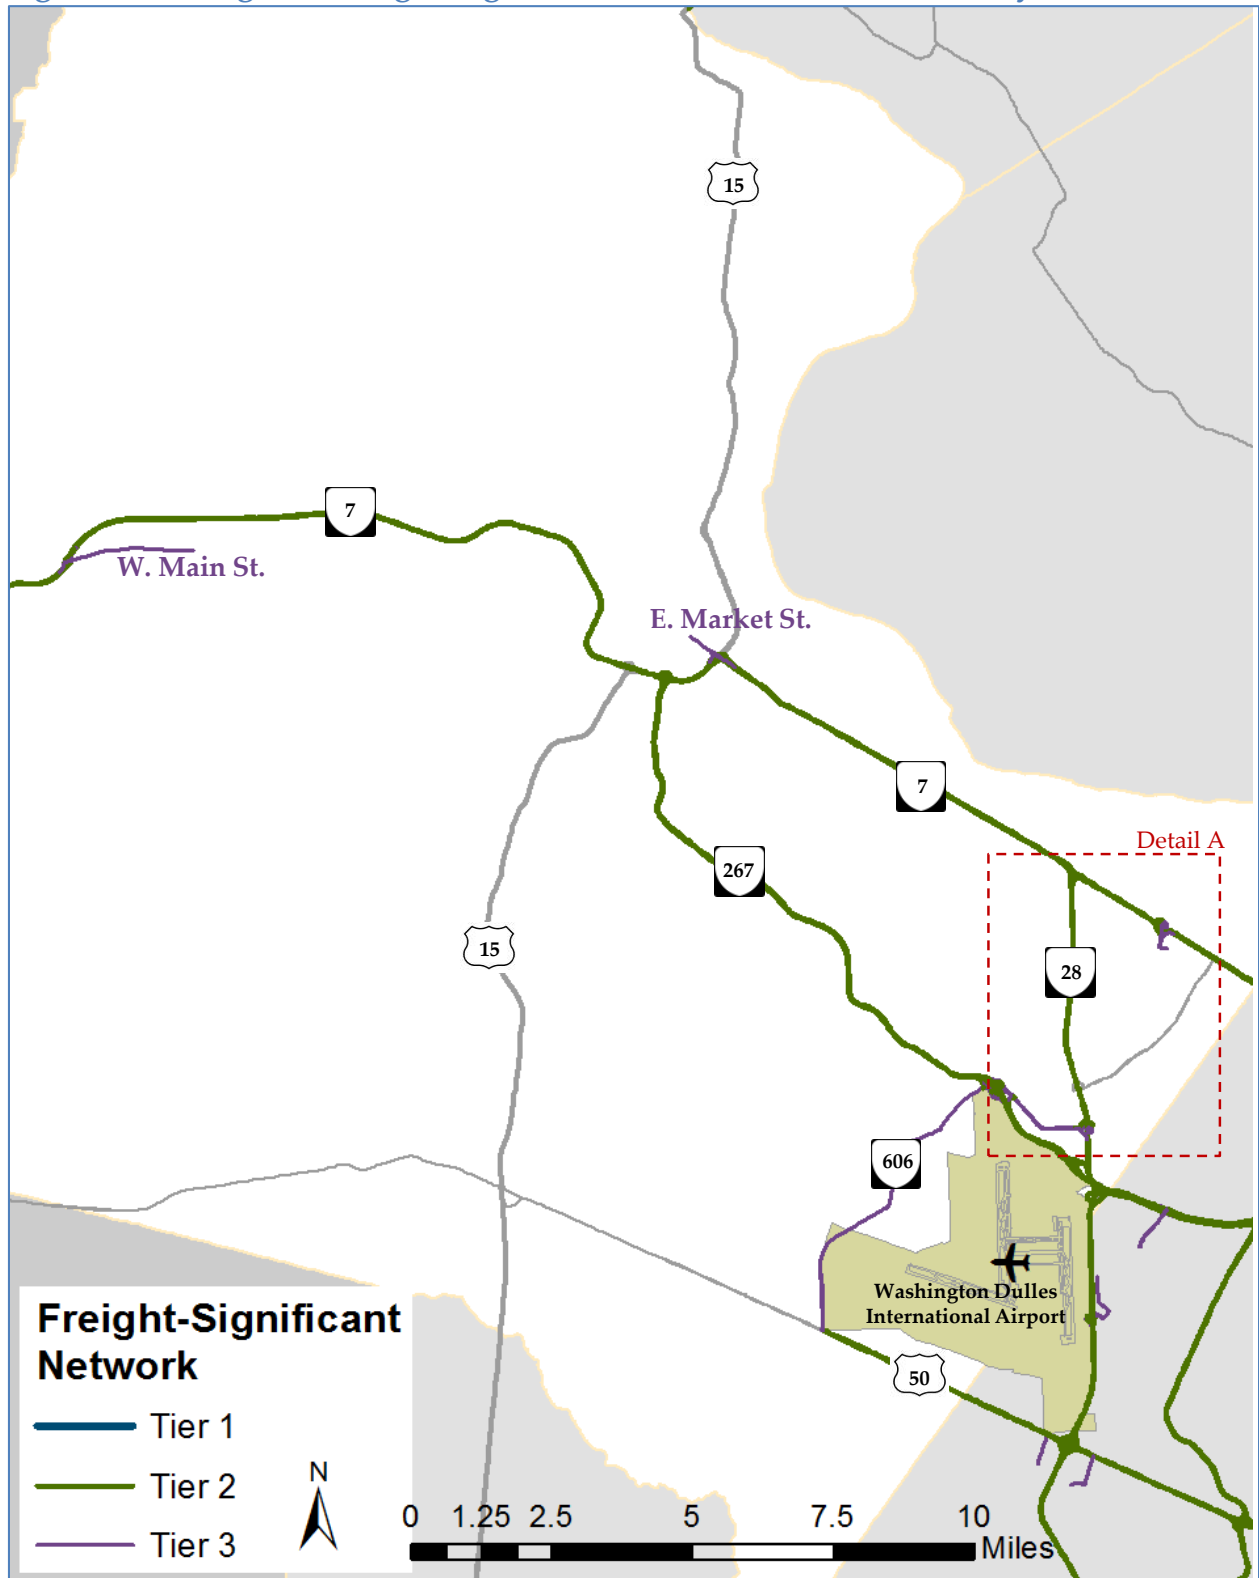 15
7
W. Main St.
E. Market St.
7
Detail A
267
15
28
606
Washington Dulles
International Airport
50
Freight-Significant
Network
Tier 1
Tier 2
Tier 3
N
0 1.25 2.5 5 7.5 10
Miles